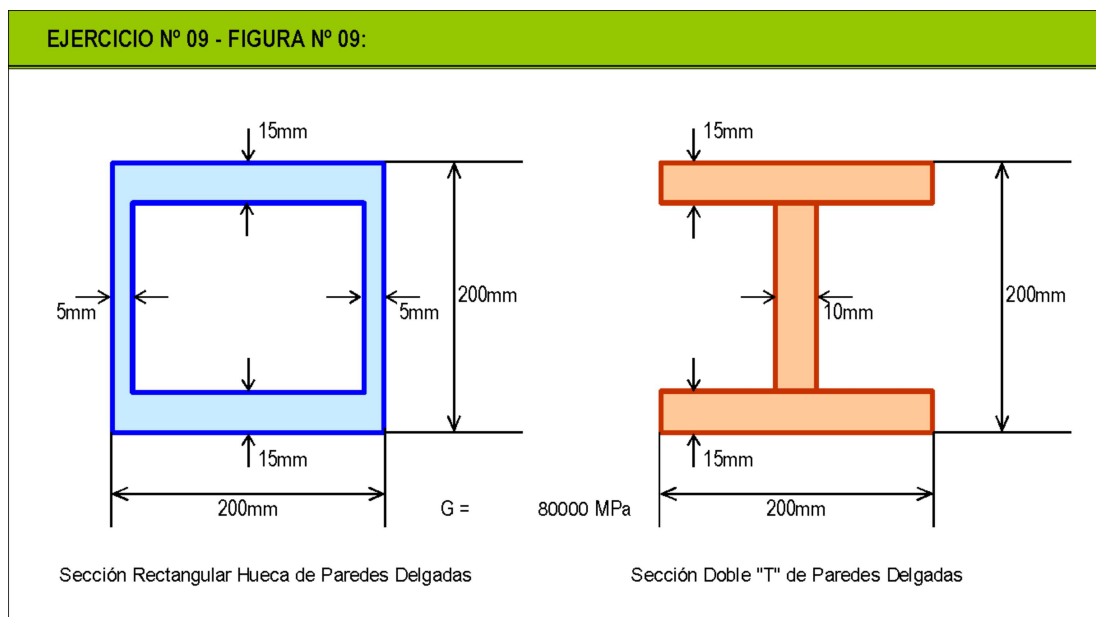 EJERCICIO Nº 09 - FIGURA Nº 09:
15mm
15mm
5mm
5mm
200mm
10mm
200mm
15mm
15mm
200mm
G = 80000 MPa
200mm
Sección Rectangular Hueca de Paredes Delgadas
Sección Doble "T" de Paredes Delgadas